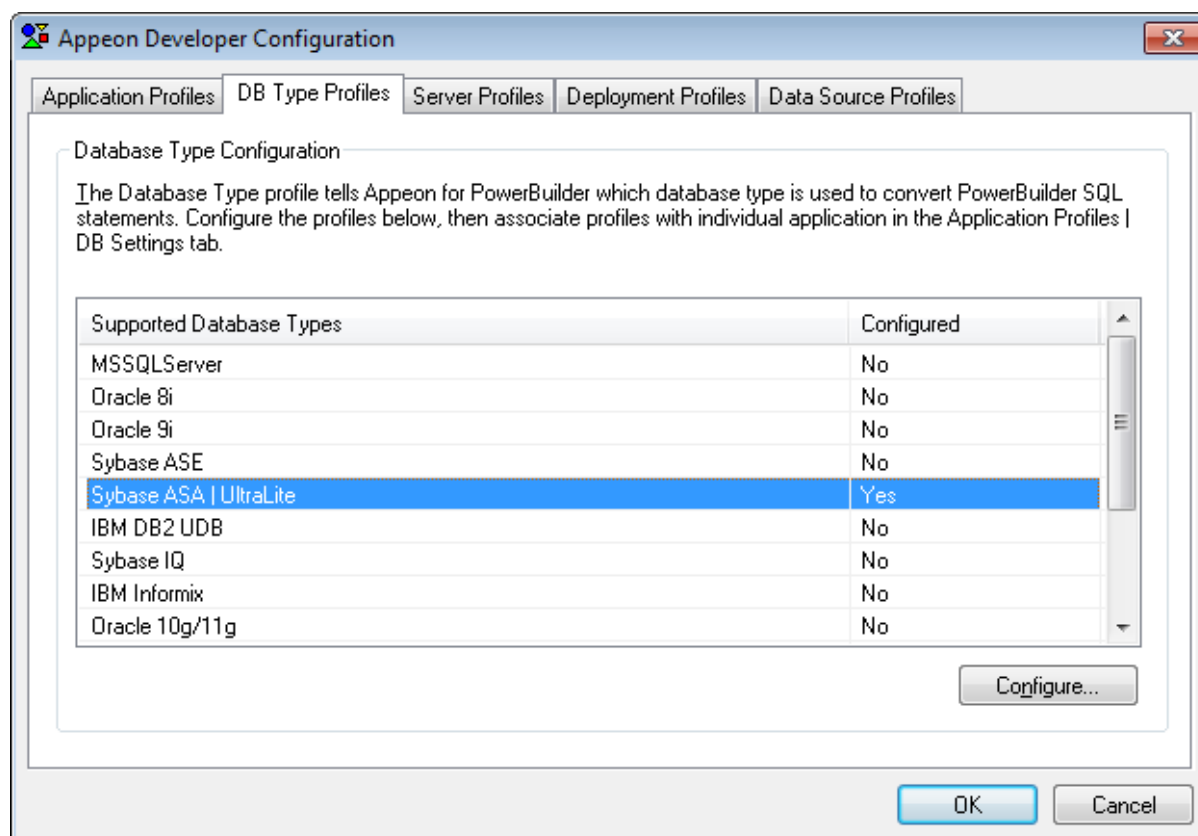 Appeon Developer Configuration
Application Profiles DB Type Profiles Server Profiles Deployment Profiles Data Source Profiles
Database Type Configuration
The Database Type profile tells Appeon for PowerBuilder which database type is used to convert PowerBuilder SQL
statements. Configure the profiles below, then associate profiles with individual application in the Application Profiles |
DB Settings tab.
Supported Database Types Configured
MSSQLServer No
Oracle 8i No
Oracle 9i No
Sybase ASE No
Sybase ASA | UltraLite Yes
IBM DB2 UDB No
Sybase IQ No
IBM Informix No
Oracle 10g/11g No
Configure...
OK Cancel